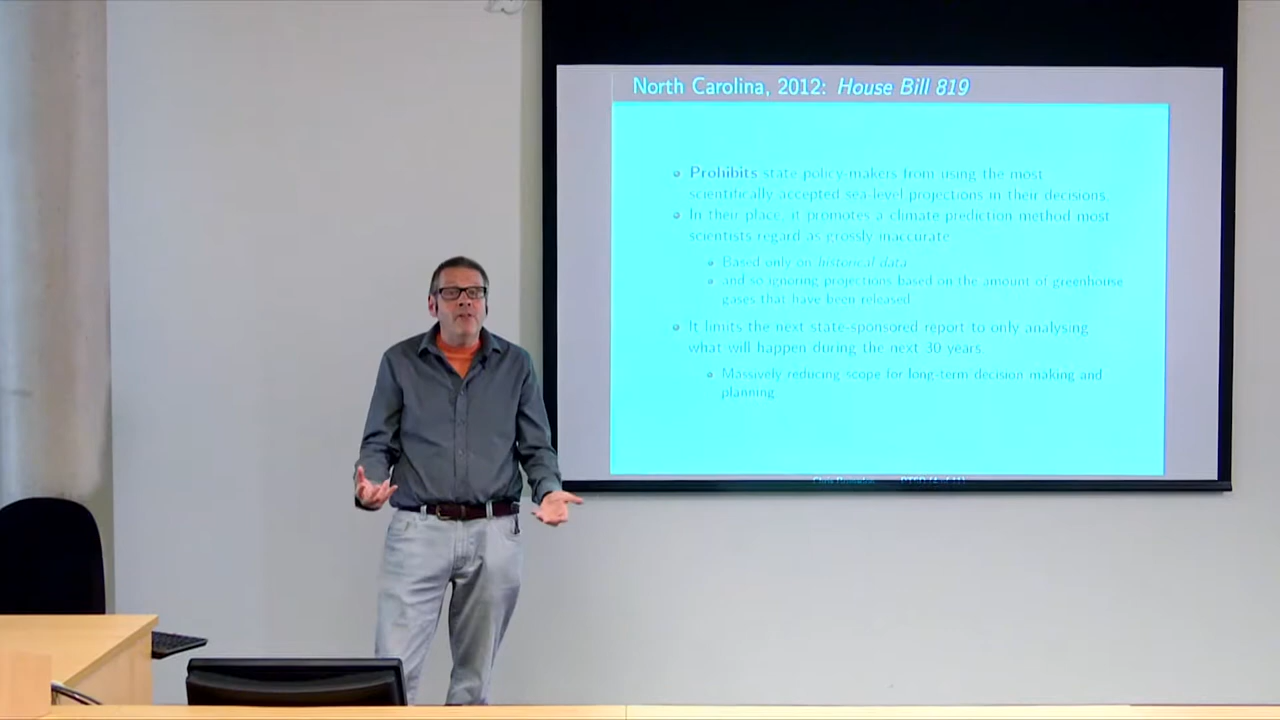 North Carolina, 2012: House Bill 819
Prohibits state policy-makers from using the most
scientifically accepted sea-level projections in their decisions.
In their place, it promotes a climate prediction method most
scientists regard as grossly inaccurate
Based only on historical data
and so ignoring projections based on the amount of greenhouse
gases that have been released
It limits the next state-sponsored report to only analysing
what will happen during the next 30 years.
Massively reducing scope for long-term decision making and
planning.
Chris